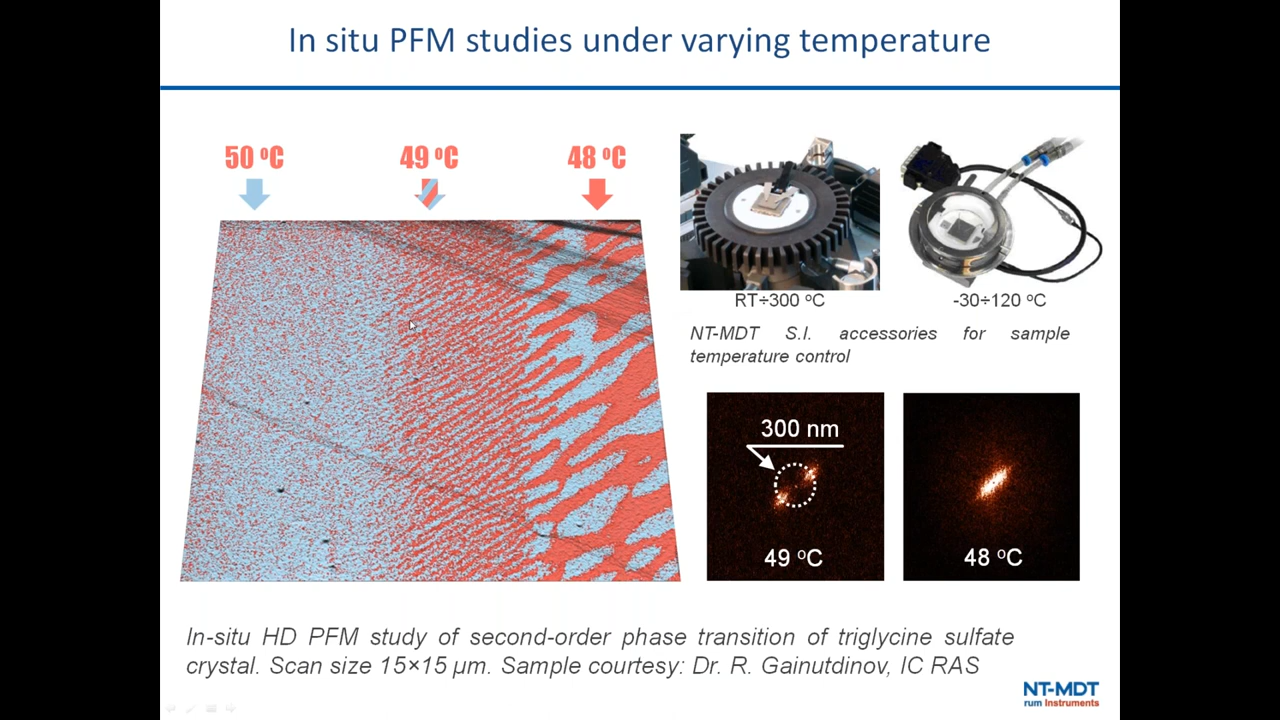 In situ PFM studies under varying temperature
50 ºC
49 ºC
48 ºC
RT÷300 ºC
-30÷120 ºC
NT-MDT S.I. accessories for sample
temperature control
300 nm
49 ºC
48 ºC
In-situ HD PFM study of second-order phase transition of triglycine sulfate
crystal. Scan size 15×15 µm. Sample courtesy: Dr. R. Gainutdinov, IC RAS
NT-MDT
rum Instruments